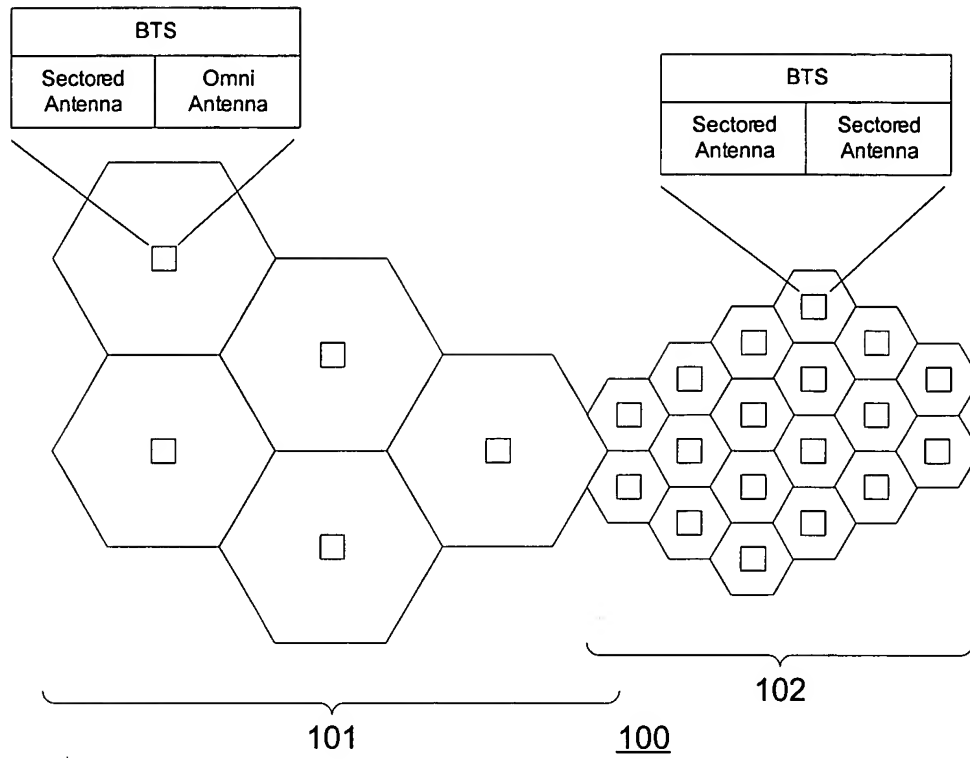 BTS
Sectored
Antenna
Omni
Antenna
BTS
Sectored
Antenna
Sectored
Antenna
102
101
100